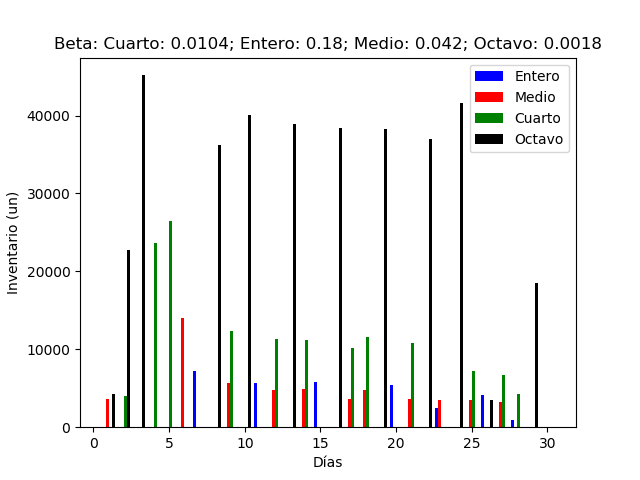 Beta: Cuarto: 0.0104; Entero: 0.18; Medio: 0.042; Octavo: 0.0018
Entero
Medio
Cuarto
Octavo
Inventario (un)
40000
30000
20000
10000
0
0 5 10 15 20 25 30
Días